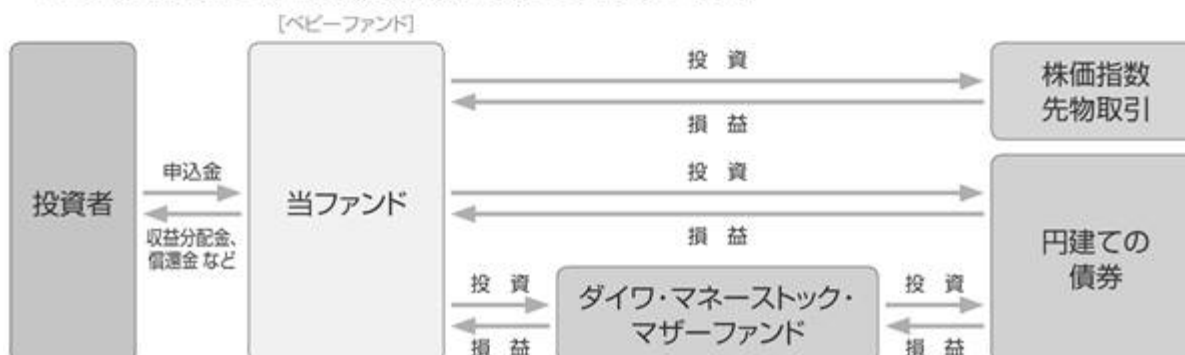 [ベビーファンド]
投資者
申込金
収益分配金、
償還金 など
当ファンド
投 資
損 益
株価指数
先物取引
投 資
損 益
円建ての
債券
投 資
損 益
ダイワ・マネーストック・
マザーファンド
投 資
損 益